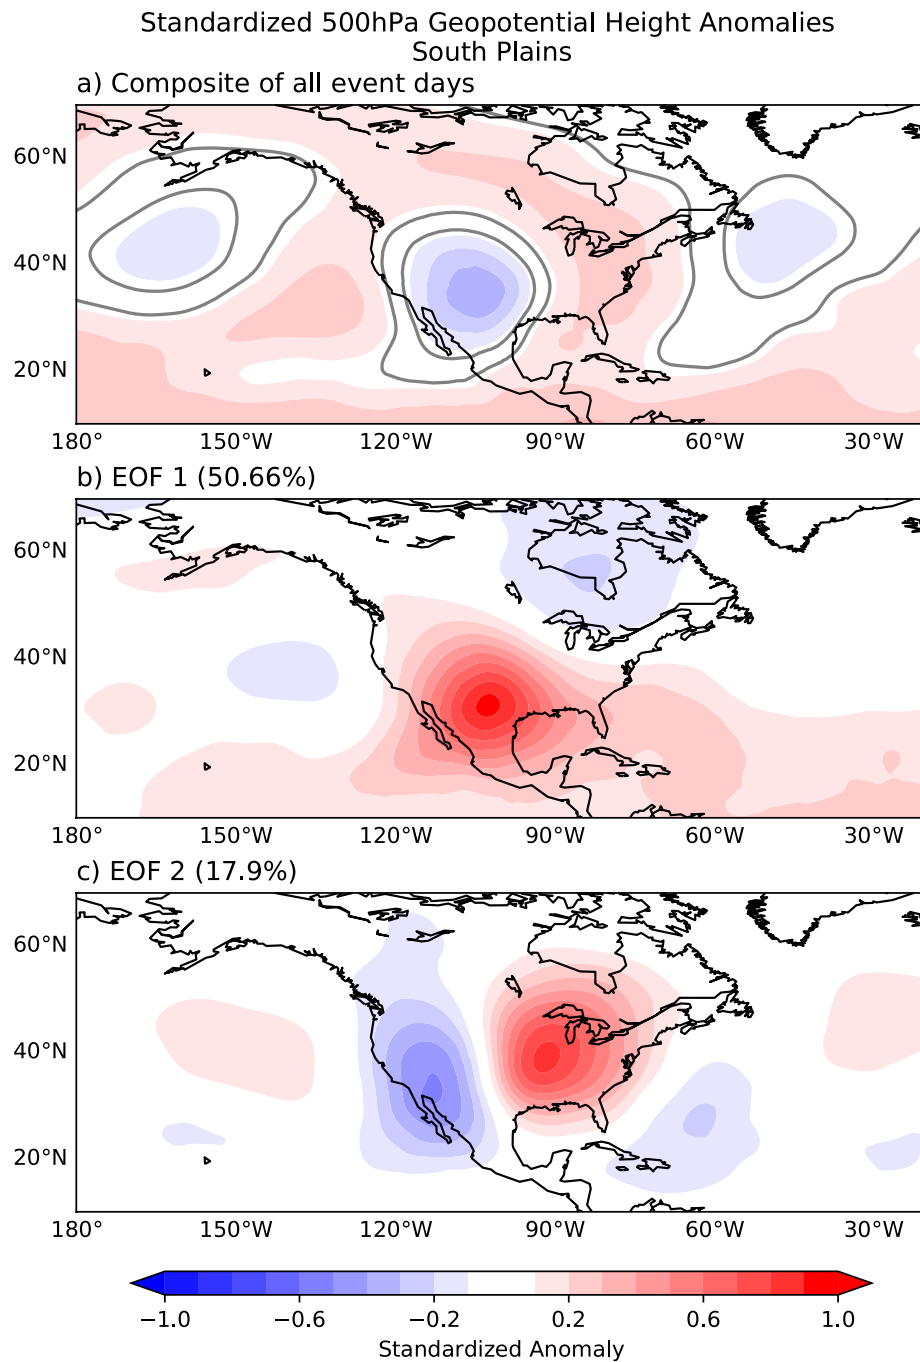 Standardized 500hPa Geopotential Height Anomalies
South Plains
a) Composite of all event days
60°N
40°N
20°N
180° 150°W 120°W 90°W 60°W 30°W
b) EOF 1 (50.66%)
60°N
40°N
20°N
180° 150°W 120°W 90°W 60°W 30°W
c) EOF 2 (17.9%)
60°N
40°N
20°N
180° 150°W 120°W 90°W 60°W 30°W
−1.0 −0.6 −0.2 0.2 0.6 1.0
Standardized Anomaly